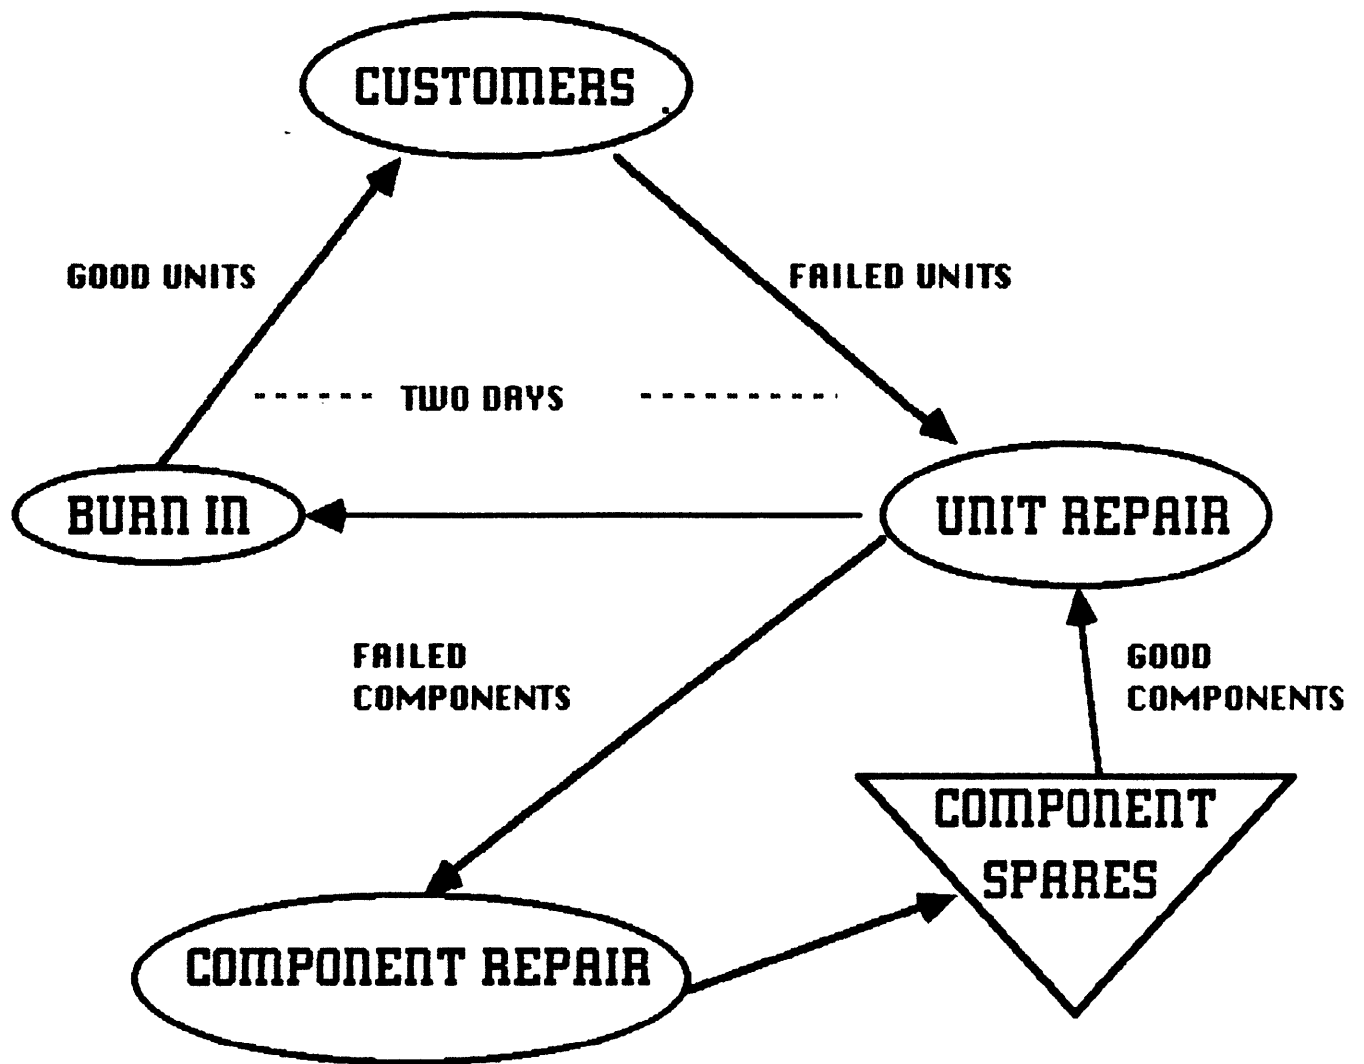 CUSTOMERS
GOOD UNITS
FAILED UNITS
TWO DAYS
BURN IN
UNIT REPAIR
FAILED
COMPONENTS
GOOD
COMPONENTS
COMPONENT
SPARES
COMPONENT REPAIR